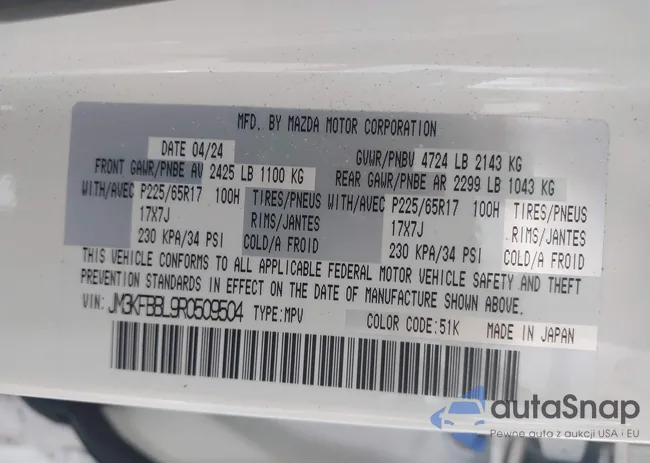 MFD. BY MAZDA MOTOR CORPORATION
DATE 04/24 GVWR/PNBV 4724 LB 2143 KG
FRONT GAWR/PNBE AV 2425 LB 1100 KG REAR GAWR/PNBE AR 2299 LB 1043 KG
WITH/AVEC P225/65R17 100H TIRES/PNEUS WITH/AVEC P225/65R17 100H TIRES/PNEUS
17X7J RIMS/JANTES 17X7J .RIMS/JANTES
230 KPA/34 PSI COLD/A FROID 230 KPA/34 PSI COLD/A FROID
THIS VEHICLE CONFORMS TO ALL APPLICABLE FEDERAL MOTOR VEHICLE SAFETY AND THEFT
PREVENTION STANDARDS IN EFFECT ON THE DATE OF MANUFACTURE SHOWN ABOVE.
VIN: JM3KFBBL9R0509504 TYPE:MPV COLOR CODE:51K MADE IN JAPAN
autaSnap
Pewne auta z aukcji USA i EU